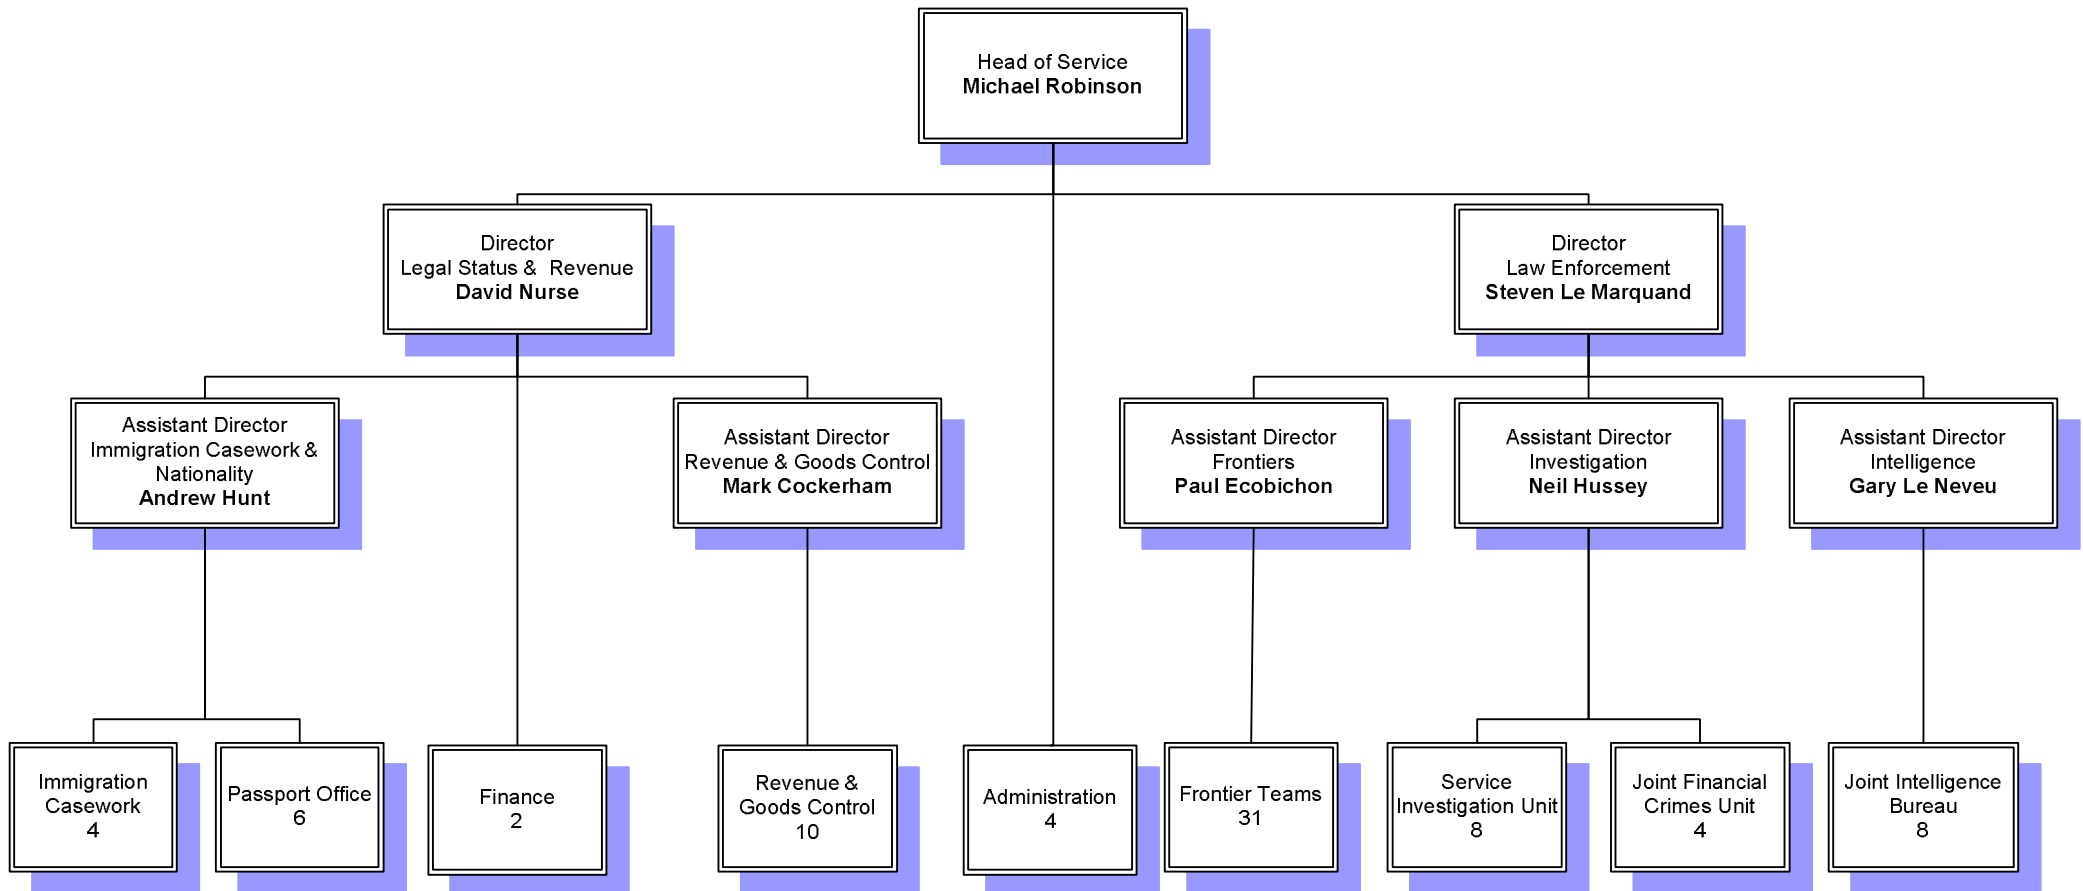 Head of Service
Michael Robinson
Director
Legal Status & Revenue
David Nurse
Director
Law Enforcement
Steven Le Marquand
Assistant Director
Immigration Casework &
Nationality
Andrew Hunt
Assistant Director
Revenue & Goods Control
Mark Cockerham
Assistant Director
Frontiers
Paul Ecobichon
Assistant Director
Investigation
Neil Hussey
Assistant Director
Intelligence
Gary Le Neveu
Immigration
Casework
4
Passport Office
6
Finance
2
Revenue &
Goods Control
10
Administration
4
Frontier Teams
31
Service
Investigation Unit
8
Joint Financial
Crimes Unit
4
Joint Intelligence
Bureau
8